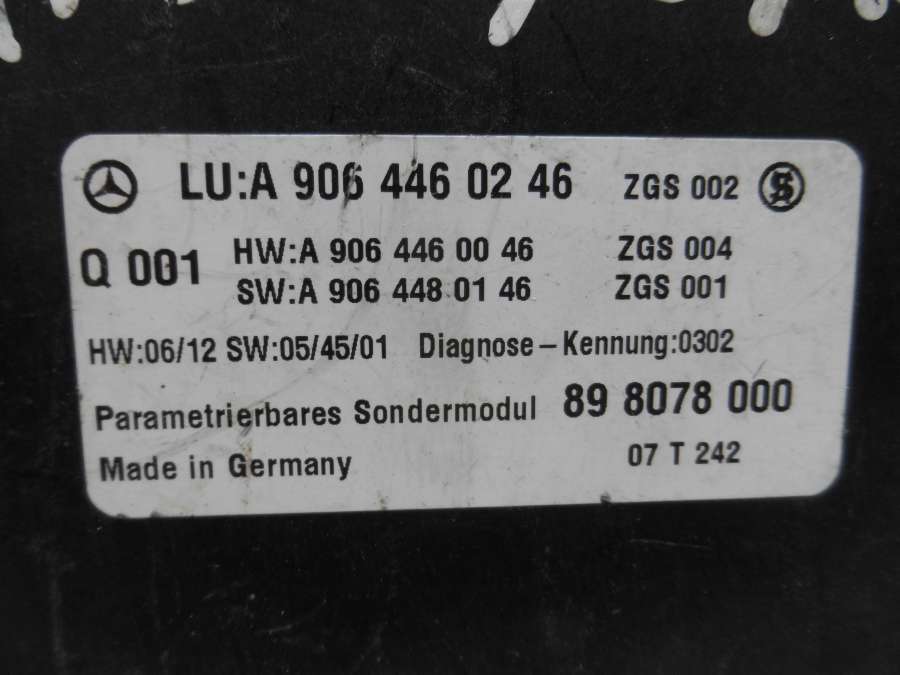 LU:A 906 446 02 46 ZGS 002
Q 001 HW:A 906 446 00 46 ZGS 004
SW:A 906 448 01 46 ZGS 001
HW:06/12 SW:05/45/01 Diagnose – Kennung:0302
Parametrierbares Sondermodul 89 8078 000
Made in Germany 07 T 242